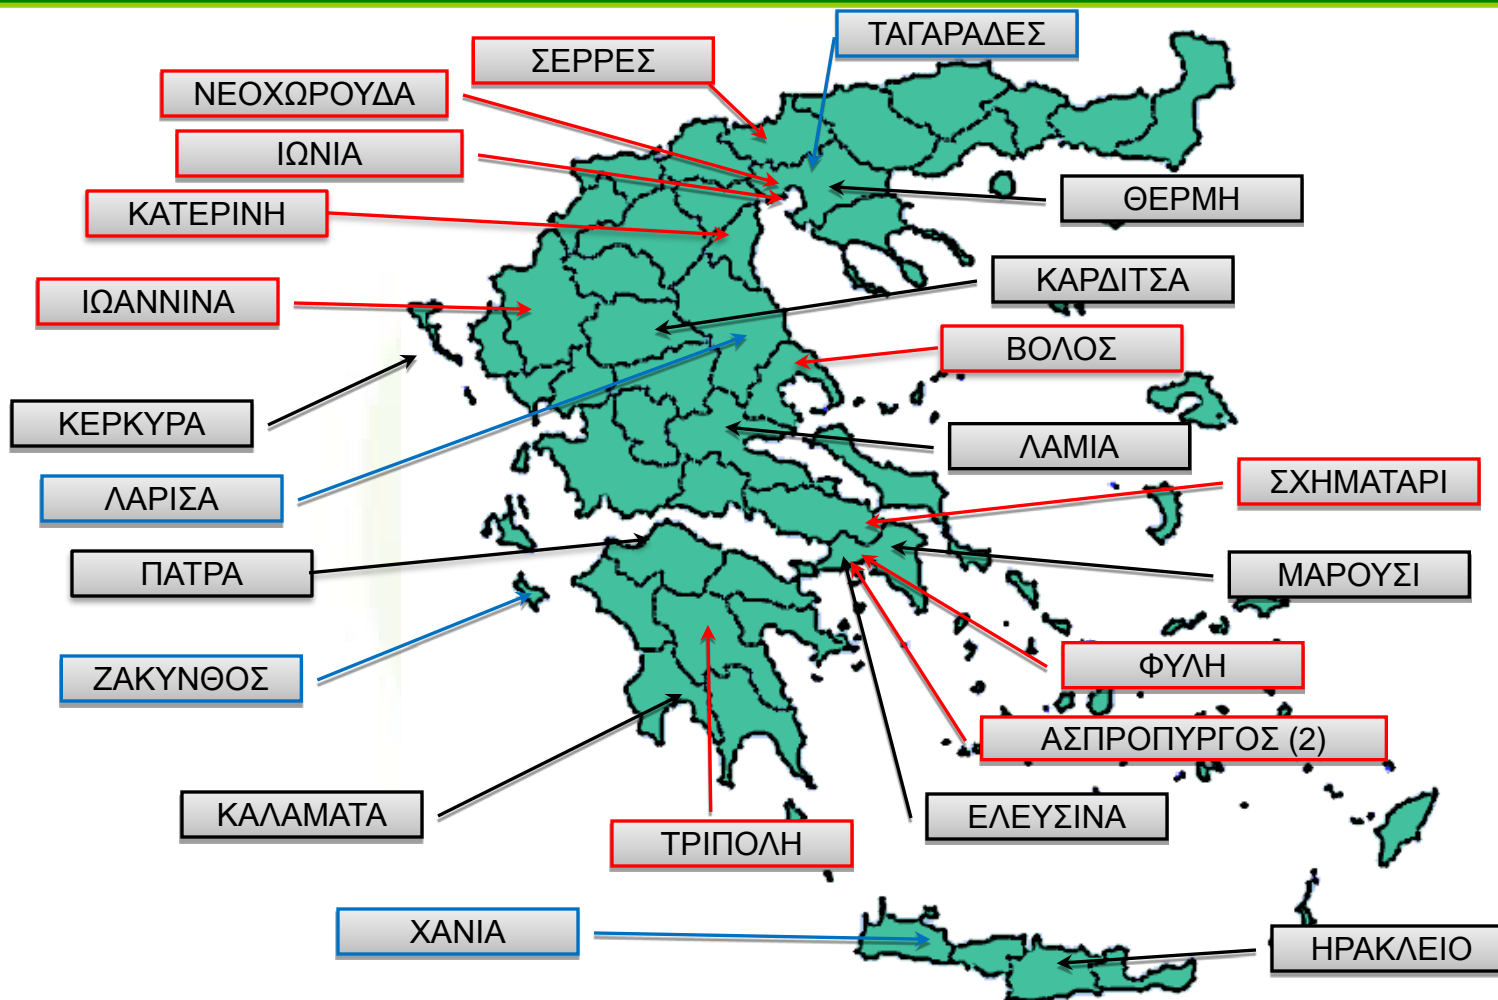 ΤΑΓΑΡΑΔΕΣ
ΣΕΡΡΕΣ
ΝΕΟΧΩΡΟΥΔΑ
ΙΩΝΙΑ
ΚΑΤΕΡΙΝΗ
ΘΕΡΜΗ
ΙΩΑΝΝΙΝΑ
ΚΑΡΔΙΤΣΑ
ΒΟΛΟΣ
ΚΕΡΚΥΡΑ
ΛΑΜΙΑ
ΛΑΡΙΣΑ
ΣΧΗΜΑΤΑΡΙ
ΠΑΤΡΑ
ΜΑΡΟΥΣΙ
ΖΑΚΥΝΘΟΣ
ΦΥΛΗ
ΑΣΠΡΟΠΥΡΓΟΣ (2)
ΚΑΛΑΜΑΤΑ
ΕΛΕΥΣΙΝΑ
ΤΡΙΠΟΛΗ
ΧΑΝΙΑ
ΗΡΑΚΛΕΙΟ